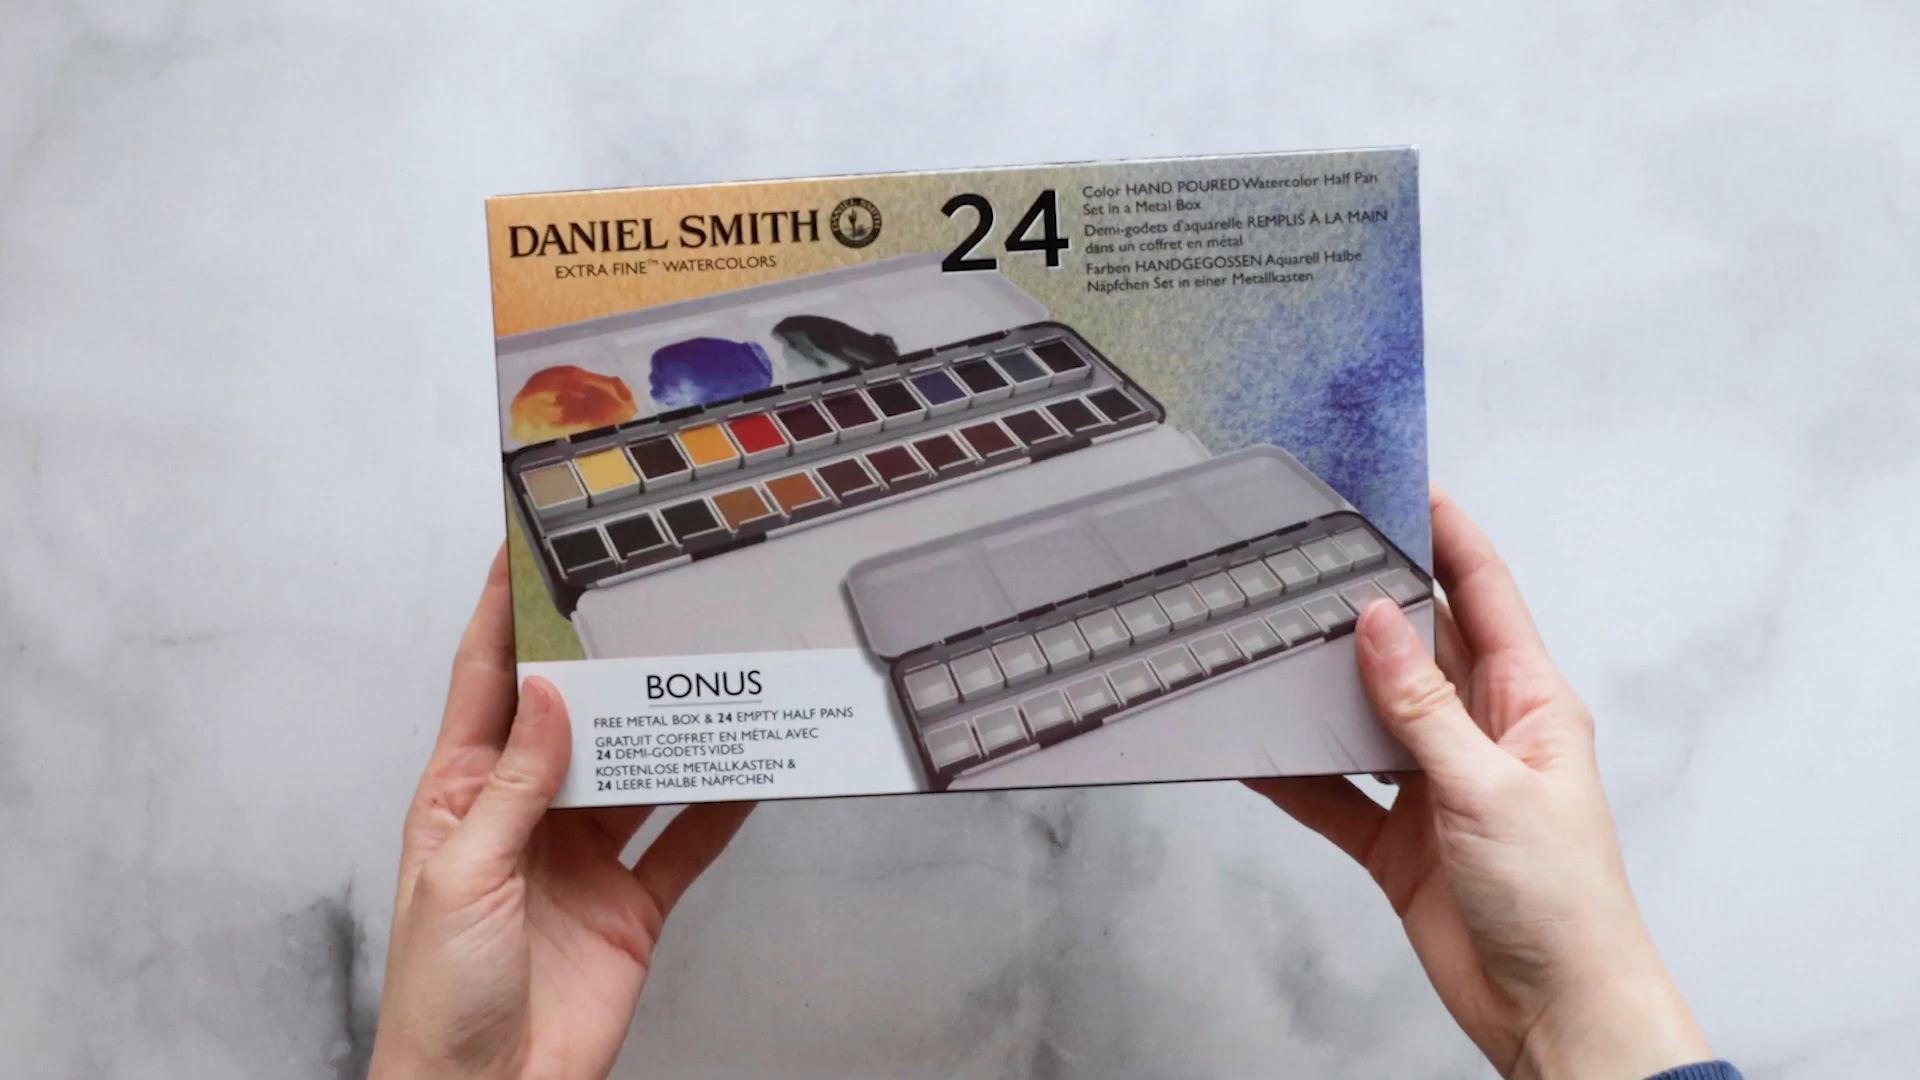 DANIEL SMITH
EXTRA FINE™ WATERCOLORS
24
Color HAND POURED Watercolor Half Pan
Set in a Metal Box
Demi-godets d'aquarelle REMPLIS À LA MAIN
dans un coffret en métal
Farben HANDGEGOSSEN Aquarell Halbe
Näpfchen Set in einer Metallkasten
BONUS
FREE METAL BOX & 24 EMPTY HALF PANS
GRATUIT COFFRET EN MÉTAL AVEC
24 DEMI-GODETS VIDES
KOSTENLOSE METALLKASTEN &
24 LEERE HALBE NÄPFCHEN